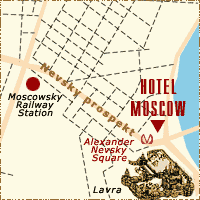 Nevsky prospekt
HOTEL
MOSCOW
Moscowsky
Railway
Station
Alexander
Nevsky
Square
Lavra